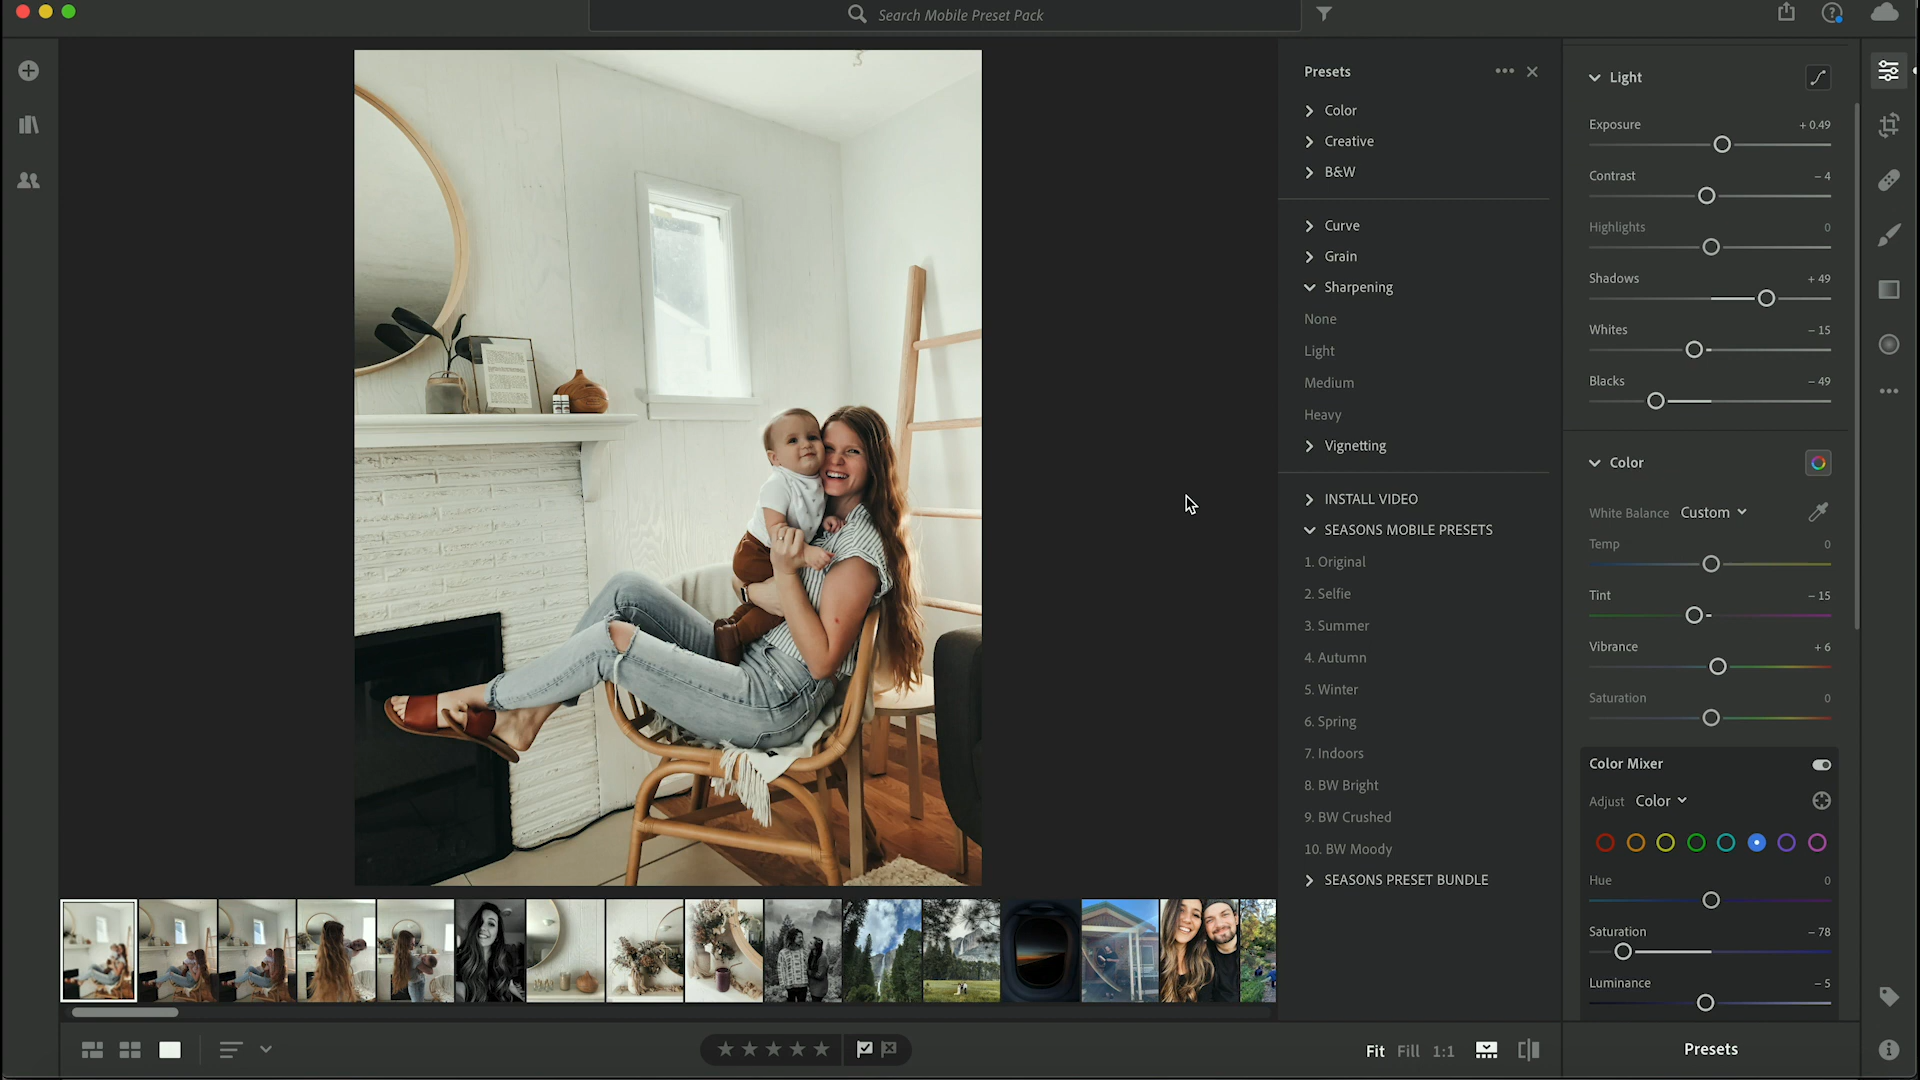 Search Mobile Preset Pack
Presets
Color
Creative
B&W
Curve
Grain
Sharpening
None
Light
Medium
Heavy
Vignetting
INSTALL VIDEO
SEASONS MOBILE PRESETS
1. Original
2. Selfie
3. Summer
4. Autumn
5. Winter
6. Spring
7. Indoors
8. BW Bright
9. BW Crushed
10. BW Moody
SEASONS PRESET BUNDLE
Light
Exposure + 0.49
Contrast – 4
Highlights 0
Shadows + 49
Whites – 15
Blacks – 49
Color
White Balance Custom
Temp 0
Tint – 15
Vibrance + 6
Saturation 0
Color Mixer
Adjust Color
Hue 0
Saturation – 78
Luminance – 5
Fit Fill 1:1
Presets